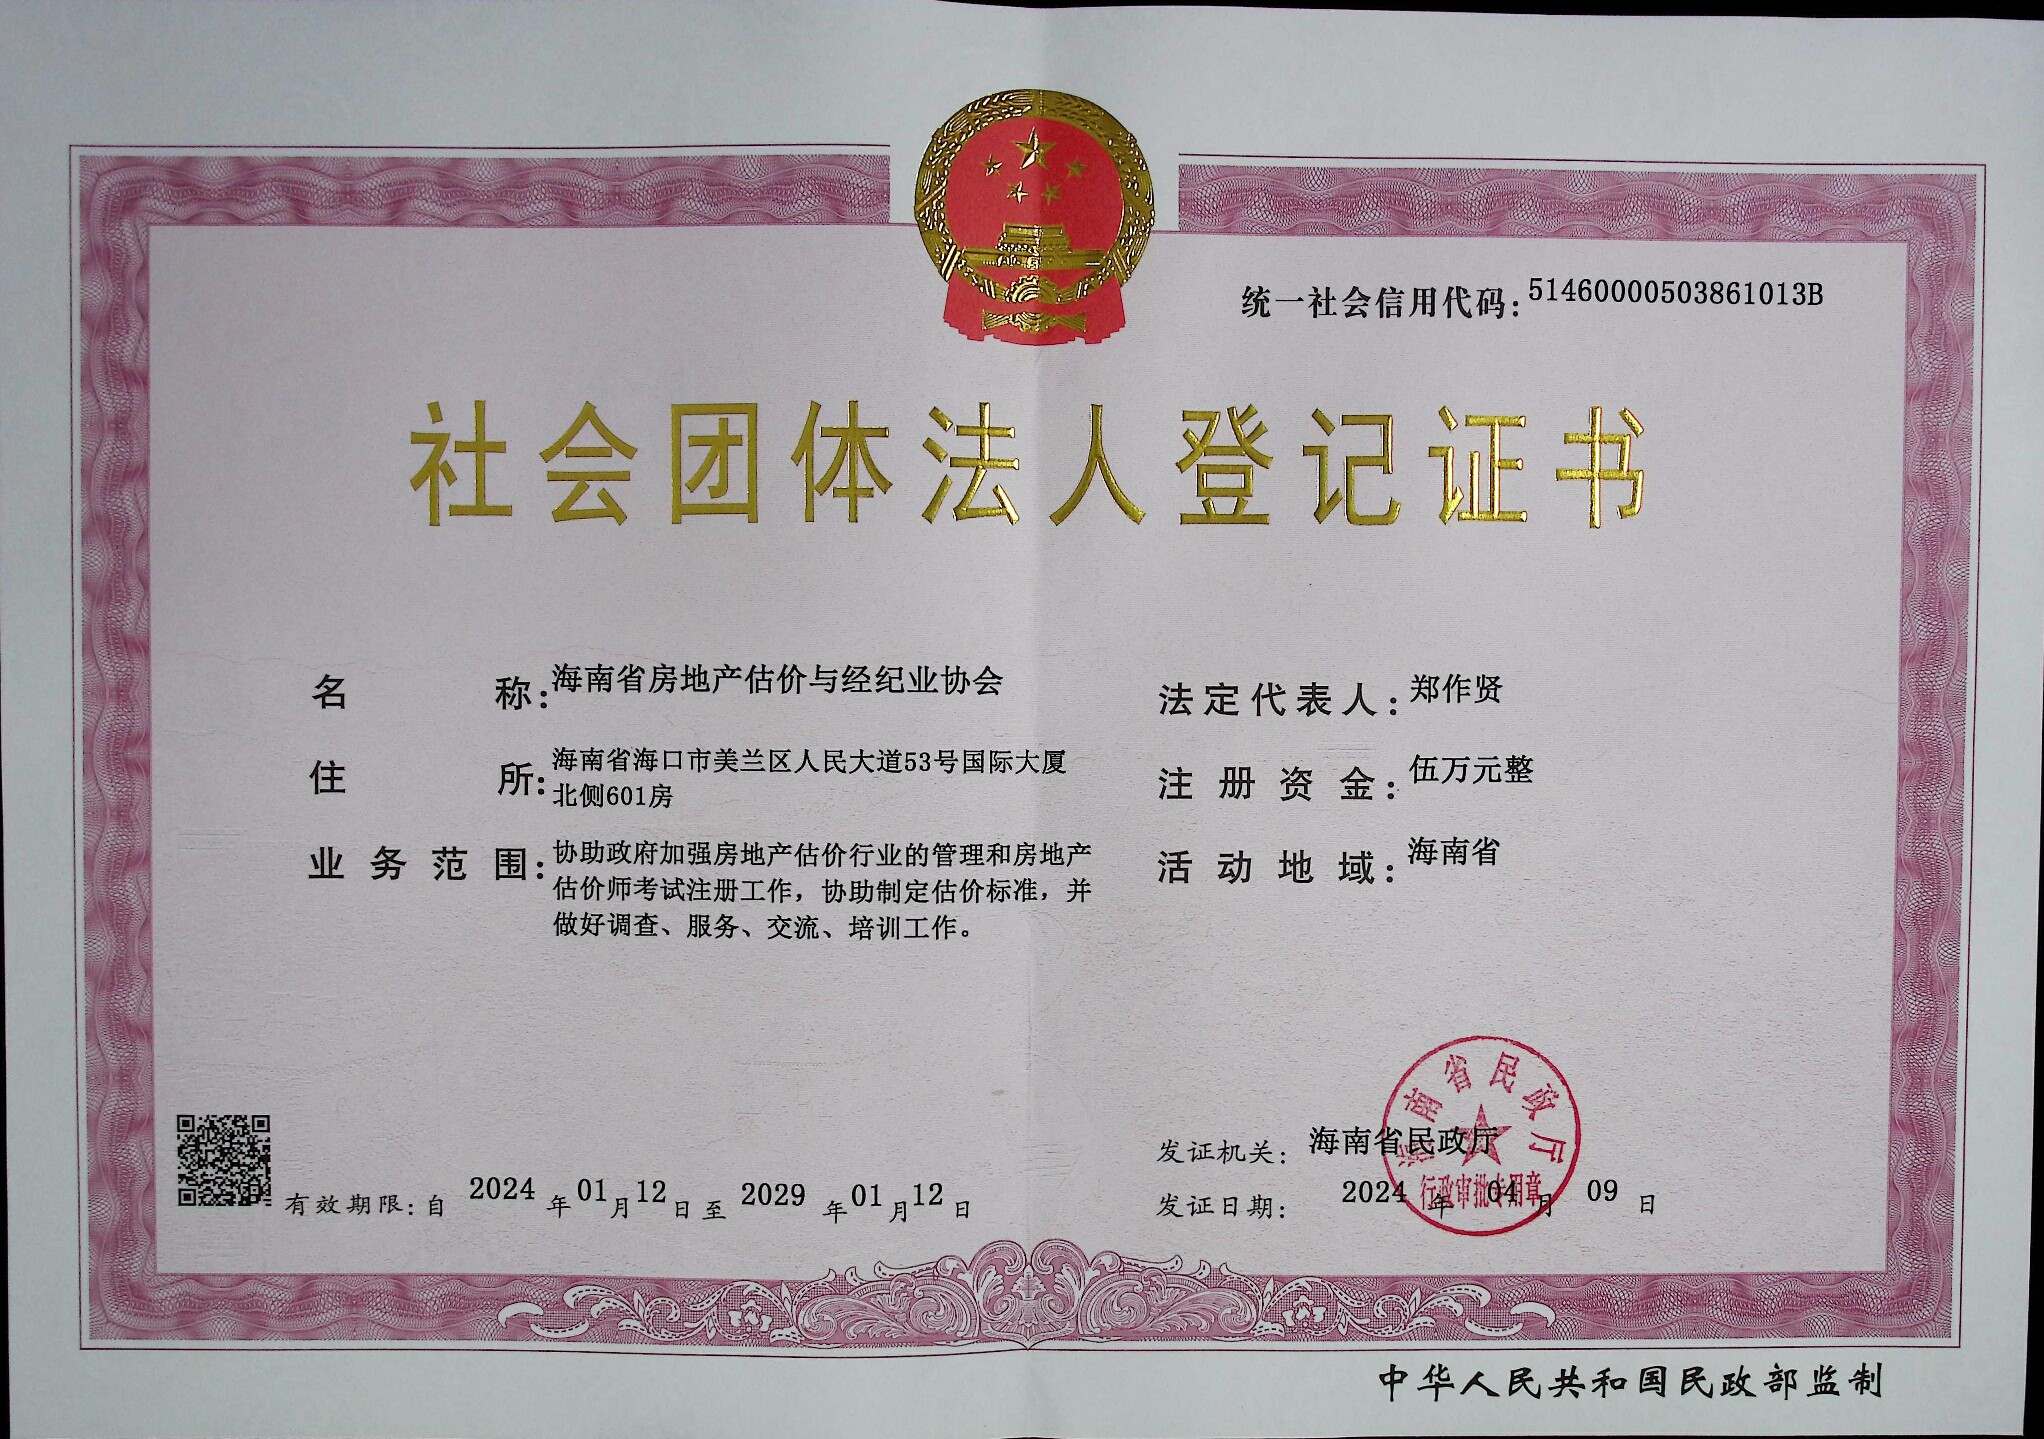 统一社会信用代码:51460000503861013B
社会团体法人登记证书
名称:海南省房地产估价与经纪业协会
住所:海南省海口市美兰区人民大道53号国际大厦
北侧601房
业务范围:协助政府加强房地产估价行业的管理和房地产
估价师考试注册工作，协助制定估价标准，并
做好调查、服务、交流、培训工作。
法定代表人:郑作贤
注册资金:伍万元整
活动地域:海南省
有效期限:自 2024 年 01 月 12 日至 2029 年 01 月 12 日
发证机关:海南省民政厅
发证日期: 2024 年 04 月 09 日
海南省民政厅
行政审批专用章
中华人民共和国民政部监制